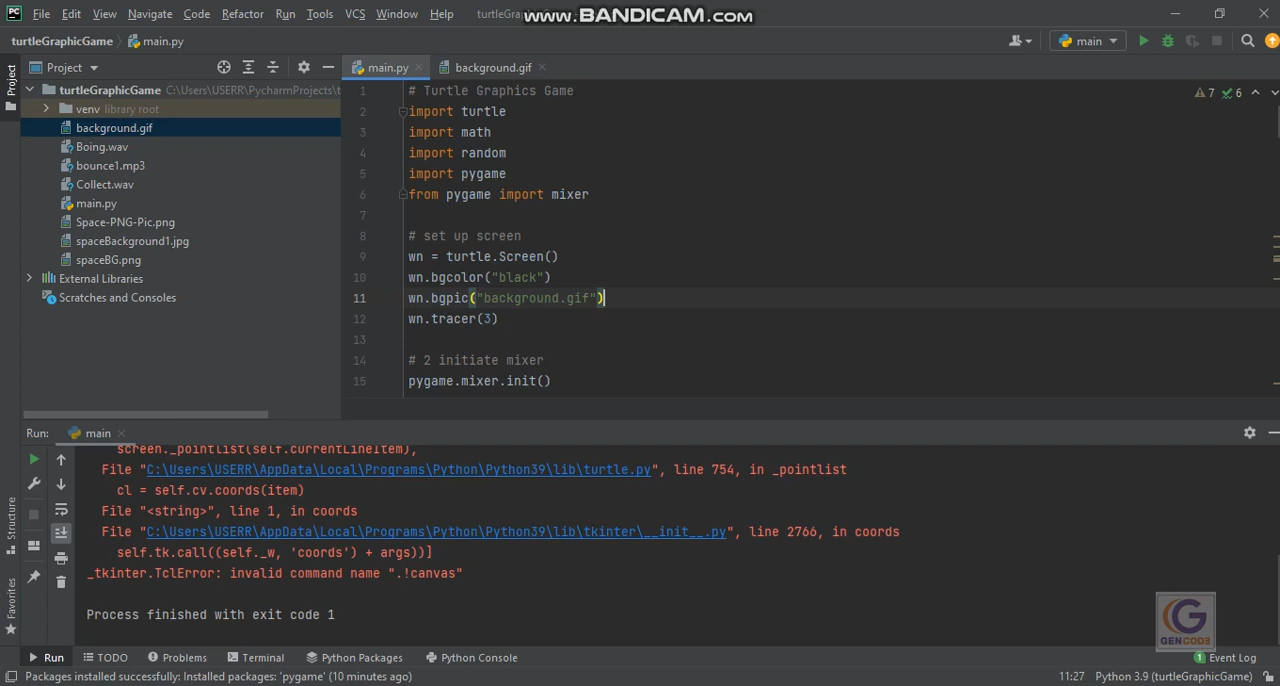 File Edit View Navigate Code Refactor Run Tools VCS Window Help turtleGra
www.BANDICAM.com
turtleGraphicGame main.py main
Project
Project
main.py
background.gif
turtleGraphicGame C:\Users\USERR\PycharmProjects\t
venv library root
background.gif
Boing.wav
bounce1.mp3
Collect.wav
main.py
Space-PNG-Pic.png
spaceBackground1.jpg
spaceBG.png
External Libraries
Scratches and Consoles
7 6
1 # Turtle Graphics Game
2 import turtle
3 import math
4 import random
5 import pygame
6 from pygame import mixer
7
8 # set up screen
9 wn = turtle.Screen()
10 wn.bgcolor("black")
11 wn.bgpic("background.gif")
12 wn.tracer(3)
13
14 # 2 initiate mixer
15 pygame.mixer.init()
Run: main
screen._pointlist(self.currentLineItem),
File "C:\Users\USERR\AppData\Local\Programs\Python\Python39\lib\turtle.py", line 754, in _pointlist
cl = self.cv.coords(item)
File "<string>", line 1, in coords
File "C:\Users\USERR\AppData\Local\Programs\Python\Python39\lib\tkinter\__init__.py", line 2766, in coords
self.tk.call((self._w, 'coords') + args))]
_tkinter.TclError: invalid command name ".!canvas"
Process finished with exit code 1
Structure
Favorites
GENCODE
Run TODO Problems Terminal Python Packages Python Console 1 Event Log
Packages installed successfully: Installed packages: 'pygame' (10 minutes ago) 11:27 Python 3.9 (turtleGraphicGame)